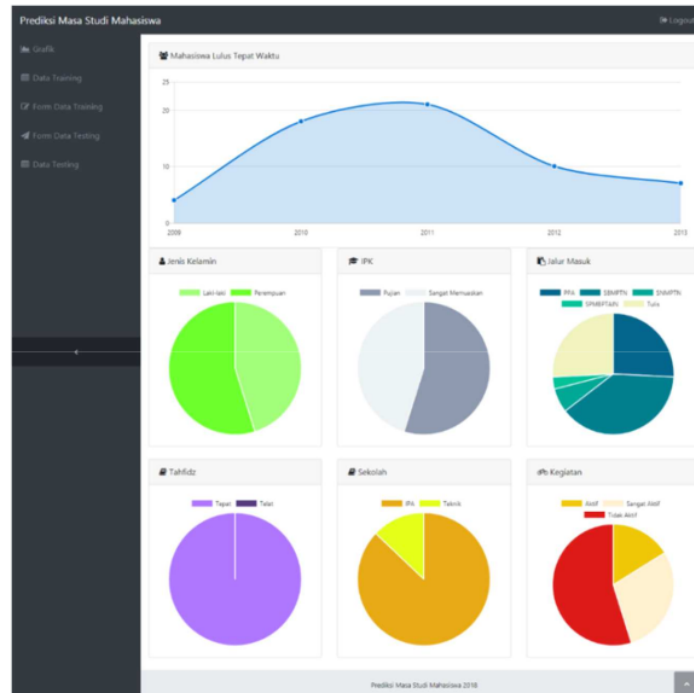 Prediksi Masa Studi Mahasiswa
Logout
Grafik
Data Training
Form Data Training
Form Data Testing
Data Testing
Mahasiswa Lulus Tepat Waktu
25
20
10
0
2009 2010 2011 2012 2013
Jenis Kelamin
Laki-laki Perempuan
IPK
Pujian Sangat Memuaskan
Jalur Masuk
PPA SBMPTN SNMPTN
SPMBPTAIN Tulis
Tahfidz
Tepat Telat
Sekolah
IPA Teknik
Kegiatan
Aktif Sangat Aktif
Tidak Aktif
Prediksi Masa Studi Mahasiswa 2018